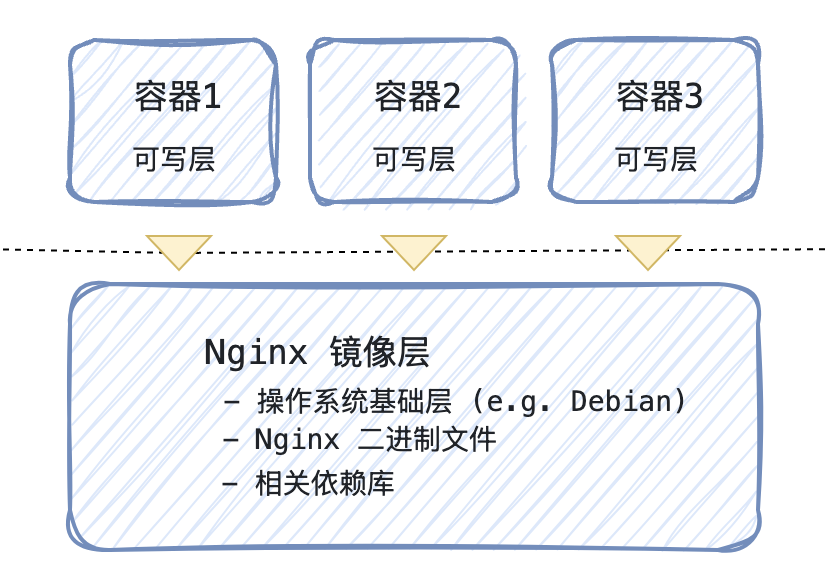 容器1
可写层
容器2
可写层
容器3
可写层
Nginx 镜像层
- 操作系统基础层 (e.g. Debian)
- Nginx 二进制文件
- 相关依赖库